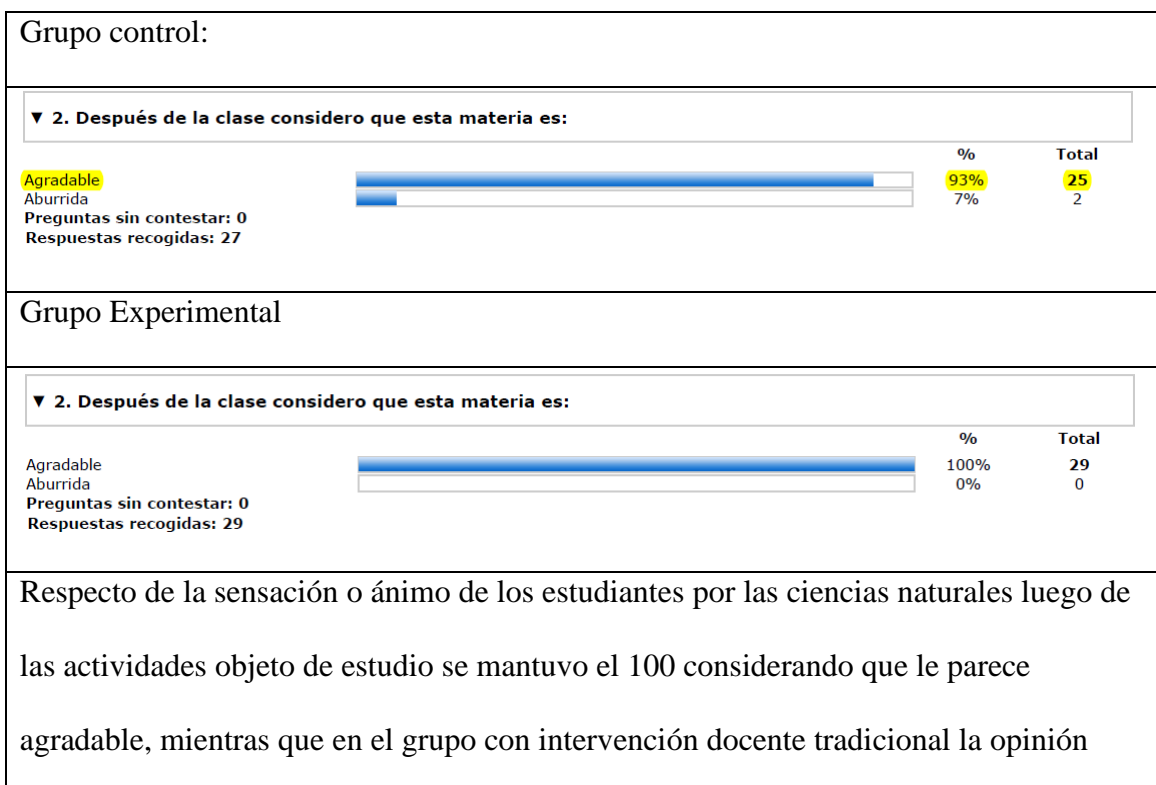 Grupo control:
▼ 2. Después de la clase considero que esta materia es:
% Total
Agradable 93% 25
Aburrida 7% 2
Preguntas sin contestar: 0
Respuestas recogidas: 27
Grupo Experimental
▼ 2. Después de la clase considero que esta materia es:
% Total
Agradable 100% 29
Aburrida 0% 0
Preguntas sin contestar: 0
Respuestas recogidas: 29
Respecto de la sensación o ánimo de los estudiantes por las ciencias naturales luego de
las actividades objeto de estudio se mantuvo el 100 considerando que le parece
agradable, mientras que en el grupo con intervención docente tradicional la opinión